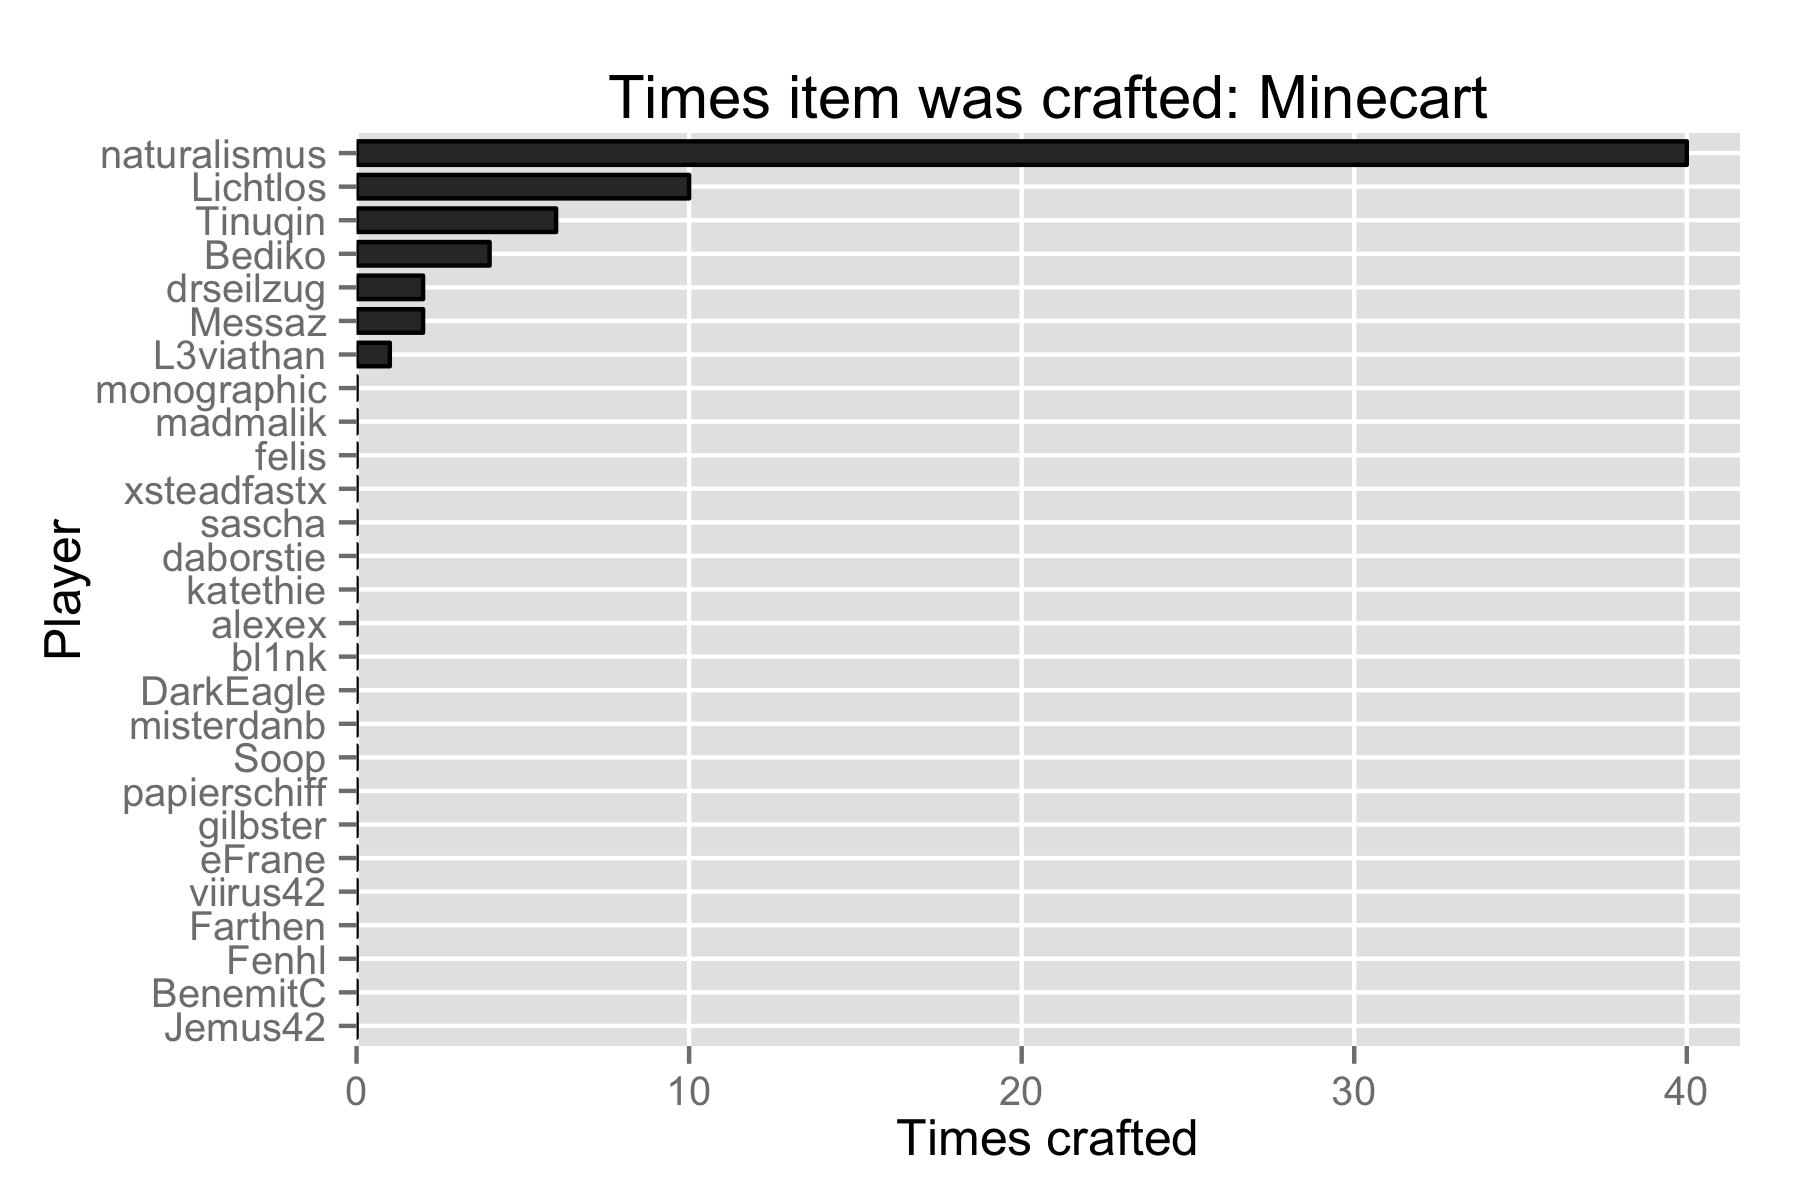 Times item was crafted: Minecart
naturalismus
Lichtlos
Tinuqin
Bediko
drseilzug
Messaz
L3viathan
monographic
madmalik
felis
xsteadfastx
sascha
daborstie
katethie
alexex
bl1nk
DarkEagle
misterdanb
Soop
papierschiff
gilbster
eFrane
viirus42
Farthen
Fenhl
BenemitC
Jemus42
Player
0 10 20 30 40
Times crafted